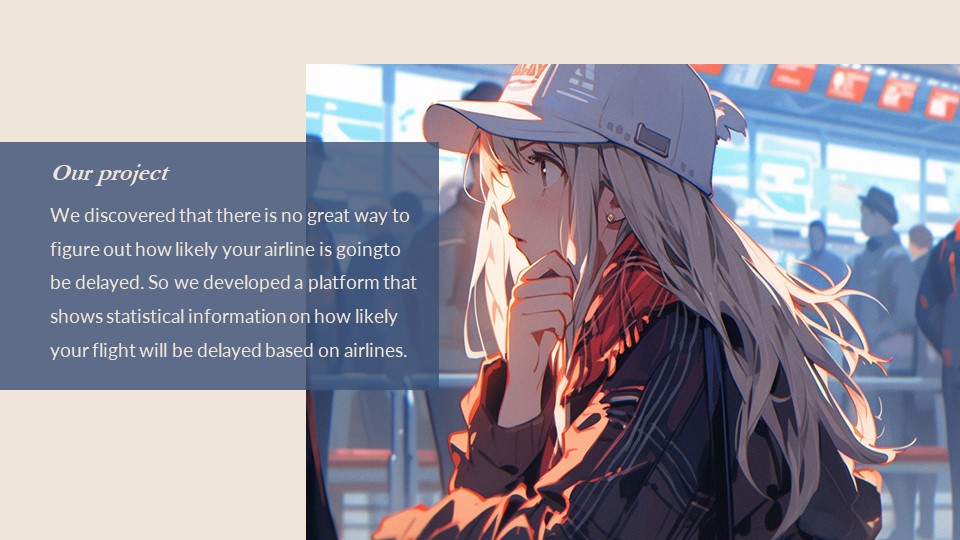 Our project
We discovered that there is no great way to
figure out how likely your airline is goingto
be delayed. So we developed a platform that
shows statistical information on how likely
your flight will be delayed based on airlines.